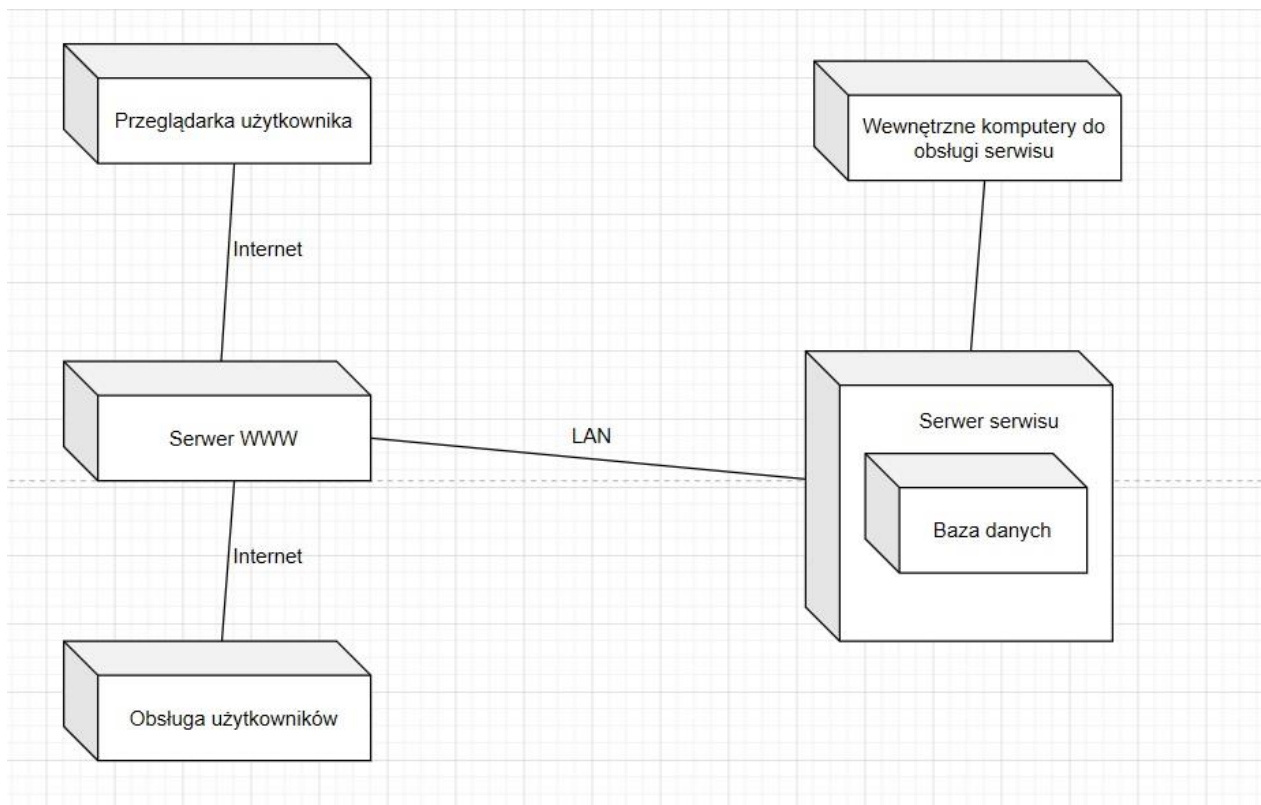 Przeglądarka użytkownika
Wewnętrzne komputery do
obsługi serwisu
Internet
Serwer WWW
LAN
Serwer serwisu
Baza danych
Internet
Obsługa użytkowników